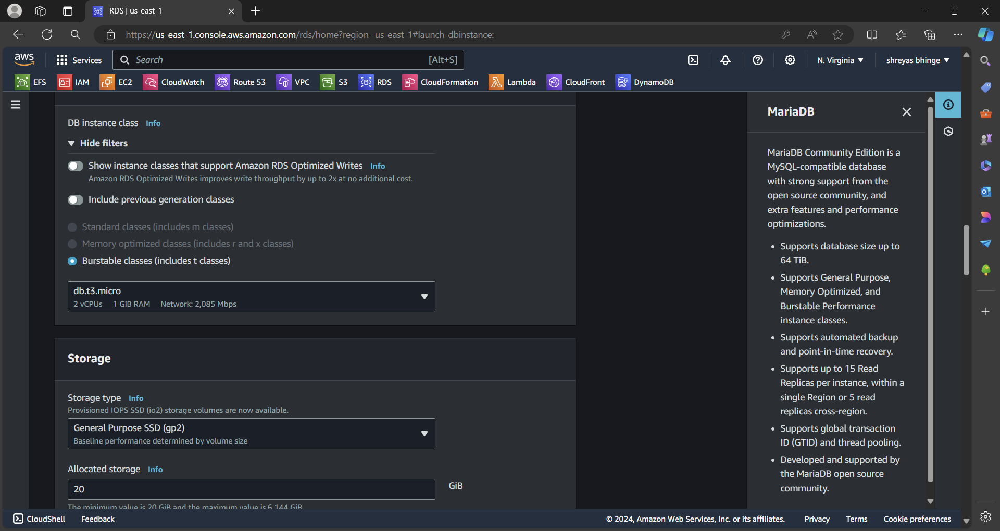 RDS | us-east-1
https://us-east-1.console.aws.amazon.com/rds/home?region=us-east-1#launch-dbinstance:
aws
Services
Search
[Alt+S]
N. Virginia
shreyas bhinge
EFS
IAM
EC2
CloudWatch
Route 53
VPC
S3
RDS
CloudFormation
Lambda
CloudFront
DynamoDB
DB instance class Info
Hide filters
Show instance classes that support Amazon RDS Optimized Writes Info
Amazon RDS Optimized Writes improves write throughput by up to 2x at no additional cost.
Include previous generation classes
Standard classes (includes m classes)
Memory optimized classes (includes r and x classes)
Burstable classes (includes t classes)
db.t3.micro
2 vCPUs 1 GiB RAM Network: 2,085 Mbps
Storage
Storage type Info
Provisioned IOPS SSD (io2) storage volumes are now available.
General Purpose SSD (gp2)
Baseline performance determined by volume size
Allocated storage Info
20
GiB
The minimum value is 20 GiB and the maximum value is 6,144 GiB
MariaDB
MariaDB Community Edition is a
MySQL-compatible database
with strong support from the
open source community, and
extra features and performance
optimizations.
• Supports database size up to
64 TiB.
• Supports General Purpose,
Memory Optimized, and
Burstable Performance
instance classes.
• Supports automated backup
and point-in-time recovery.
• Supports up to 15 Read
Replicas per instance, within a
single Region or 5 read
replicas cross-region.
• Supports global transaction
ID (GTID) and thread pooling.
• Developed and supported by
the MariaDB open source
community.
CloudShell
Feedback
© 2024, Amazon Web Services, Inc. or its affiliates.
Privacy
Terms
Cookie preferences